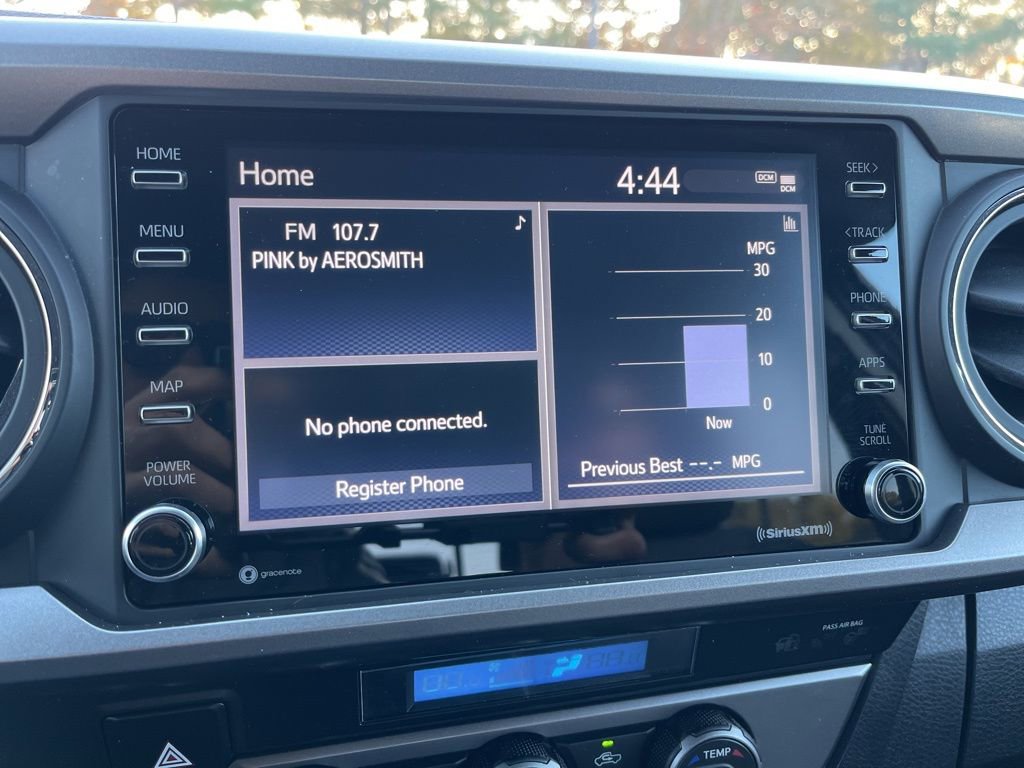 HOME
MENU
AUDIO
MAP
POWER
VOLUME
gracenote
Home
4:44
DCM
DCM
FM 107.7
PINK by AEROSMITH
No phone connected.
Register Phone
MPG
30
20
10
0
Now
Previous Best --.- MPG
SEEK >
< TRACK
PHONE
APPS
TUNE
SCROLL
((SiriusXM))
PASS AIR BAG
TEMP